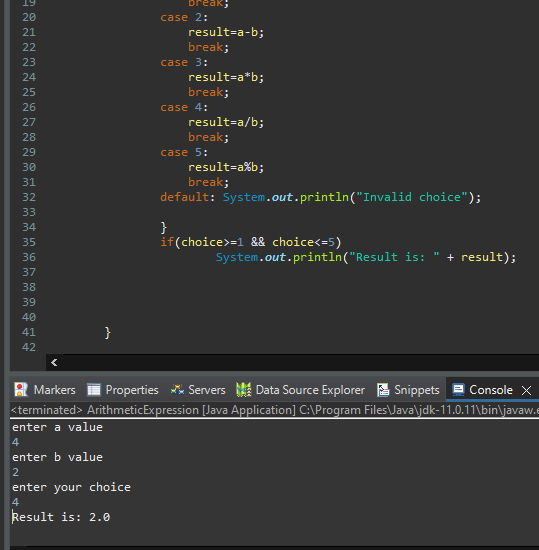 19 break;
20 case 2:
21 result=a-b;
22 break;
23 case 3:
24 result=a*b;
25 break;
26 case 4:
27 result=a/b;
28 break;
29 case 5:
30 result=a%b;
31 break;
32 default: System.out.println("Invalid choice");
33
34 }
35 if(choice>=1 && choice<=5)
36 System.out.println("Result is: " + result);
37
38
39
40
41 }
42
Markers Properties Servers Data Source Explorer Snippets Console
<terminated> ArithmeticExpression [Java Application] C:\Program Files\Java\jdk-11.0.11\bin\javaw.e
enter a value
4
enter b value
2
enter your choice
4
Result is: 2.0